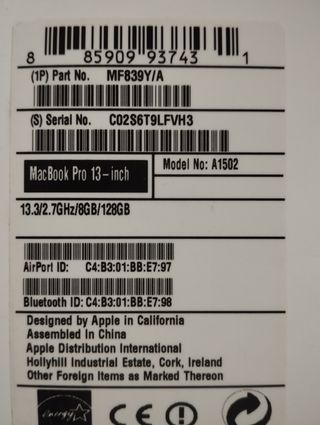 8 85909 93743 1
(1P) Part No. MF839Y/A
(S) Serial No. C02S6T9LFVH3
MacBook Pro 13-inch
Model No: A1502
13.3/2.7GHz/8GB/128GB
AirPort ID: C4:B3:01:BB:E7:97
Bluetooth ID: C4:B3:01:BB:E7:98
Designed by Apple in California
Assembled In China
Apple Distribution International
Hollyhill Industrial Estate, Cork, Ireland
Other Foreign Items as Marked Thereon
energy
CE